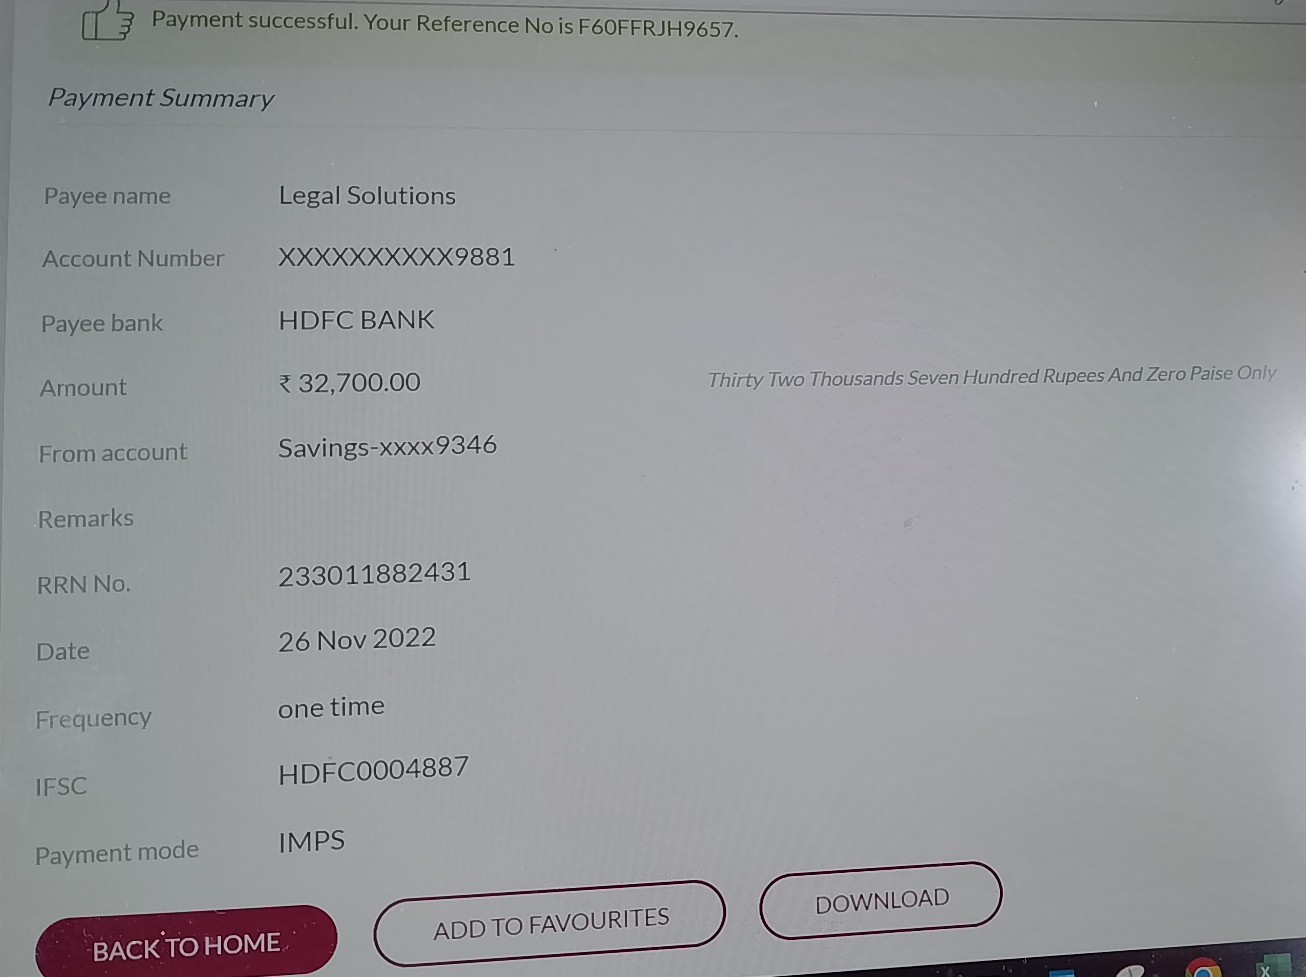 Payment successful. Your Reference No is F60FFRJH9657.
Payment Summary
Payee name Legal Solutions
Account Number XXXXXXXXXX9881
Payee bank HDFC BANK
Amount ₹ 32,700.00 Thirty Two Thousands Seven Hundred Rupees And Zero Paise Only
From account Savings-xxxx9346
Remarks
RRN No. 233011882431
Date 26 Nov 2022
Frequency one time
IFSC HDFC0004887
Payment mode IMPS
BACK TO HOME ADD TO FAVOURITES DOWNLOAD